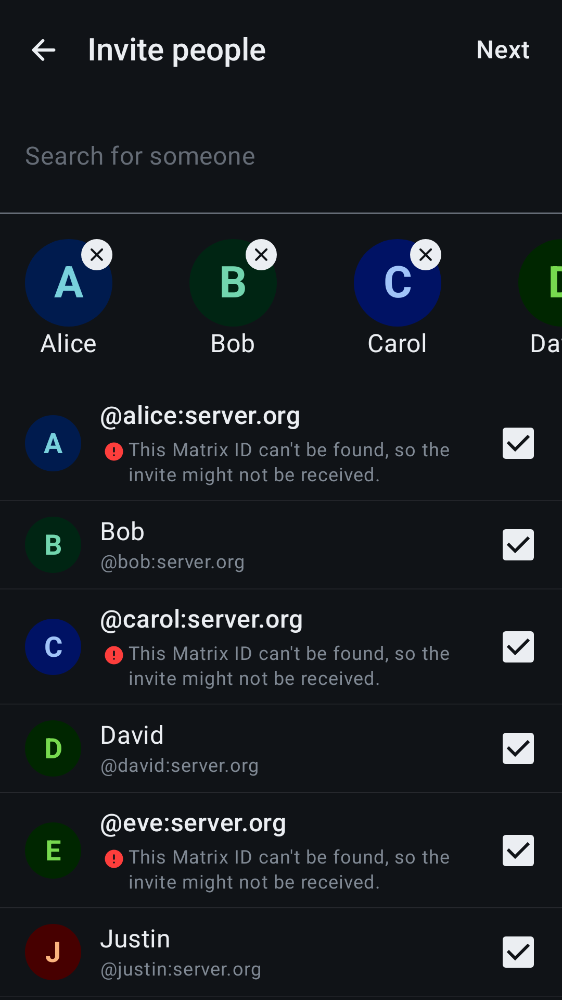 Invite people
Next
Search for someone
A
B
C
Alice
Bob
Carol
@alice:server.org
A
This Matrix ID can't be found, so the
invite might not be received.
Bob
B
@bob:server.org
@carol:server.org
C
This Matrix ID can't be found, so the
invite might not be received.
David
D
@david:server.org
@eve:server.org
E
This Matrix ID can't be found, so the
invite might not be received.
Justin
J
@justin:server.org